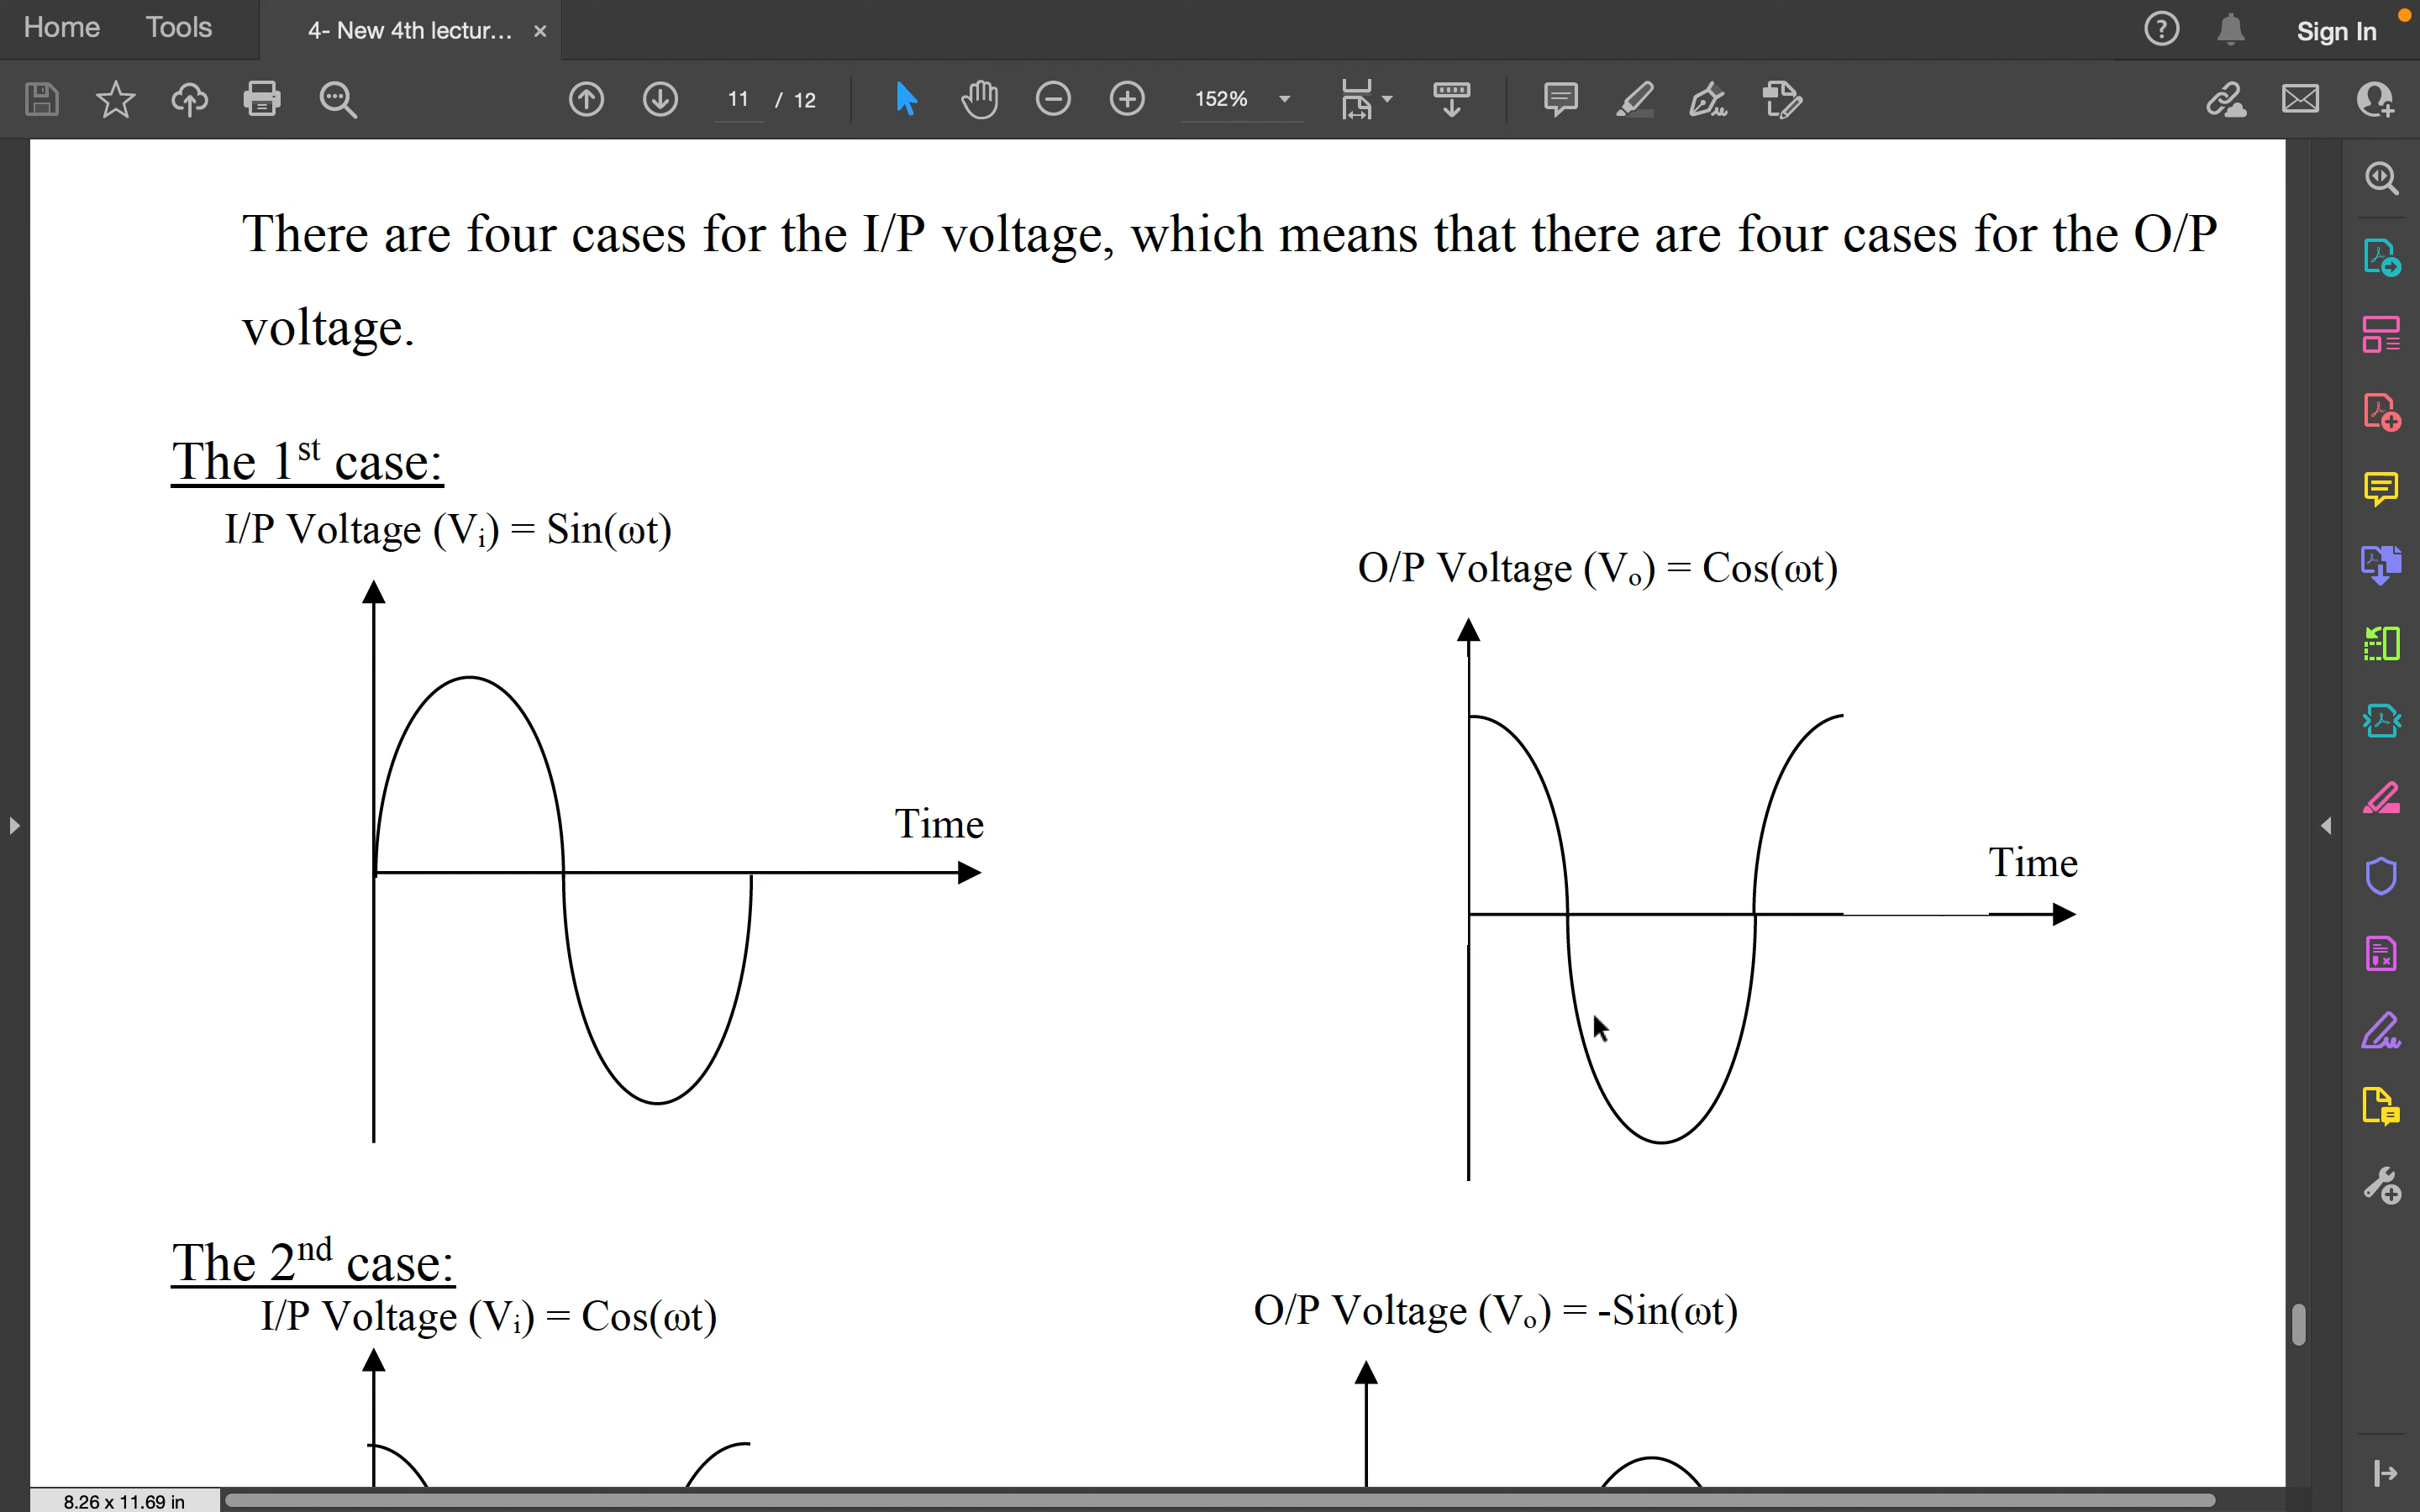 Home Tools 4- New 4th lectur... × ? Sign In
11 / 12 152%
There are four cases for the I/P voltage, which means that there are four cases for the O/P
voltage.
The 1st case:
I/P Voltage (Vi) = Sin(ωt)
O/P Voltage (Vo) = Cos(ωt)
Time
Time
The 2nd case:
I/P Voltage (Vi) = Cos(ωt)
O/P Voltage (Vo) = -Sin(ωt)
8.26 x 11.69 in